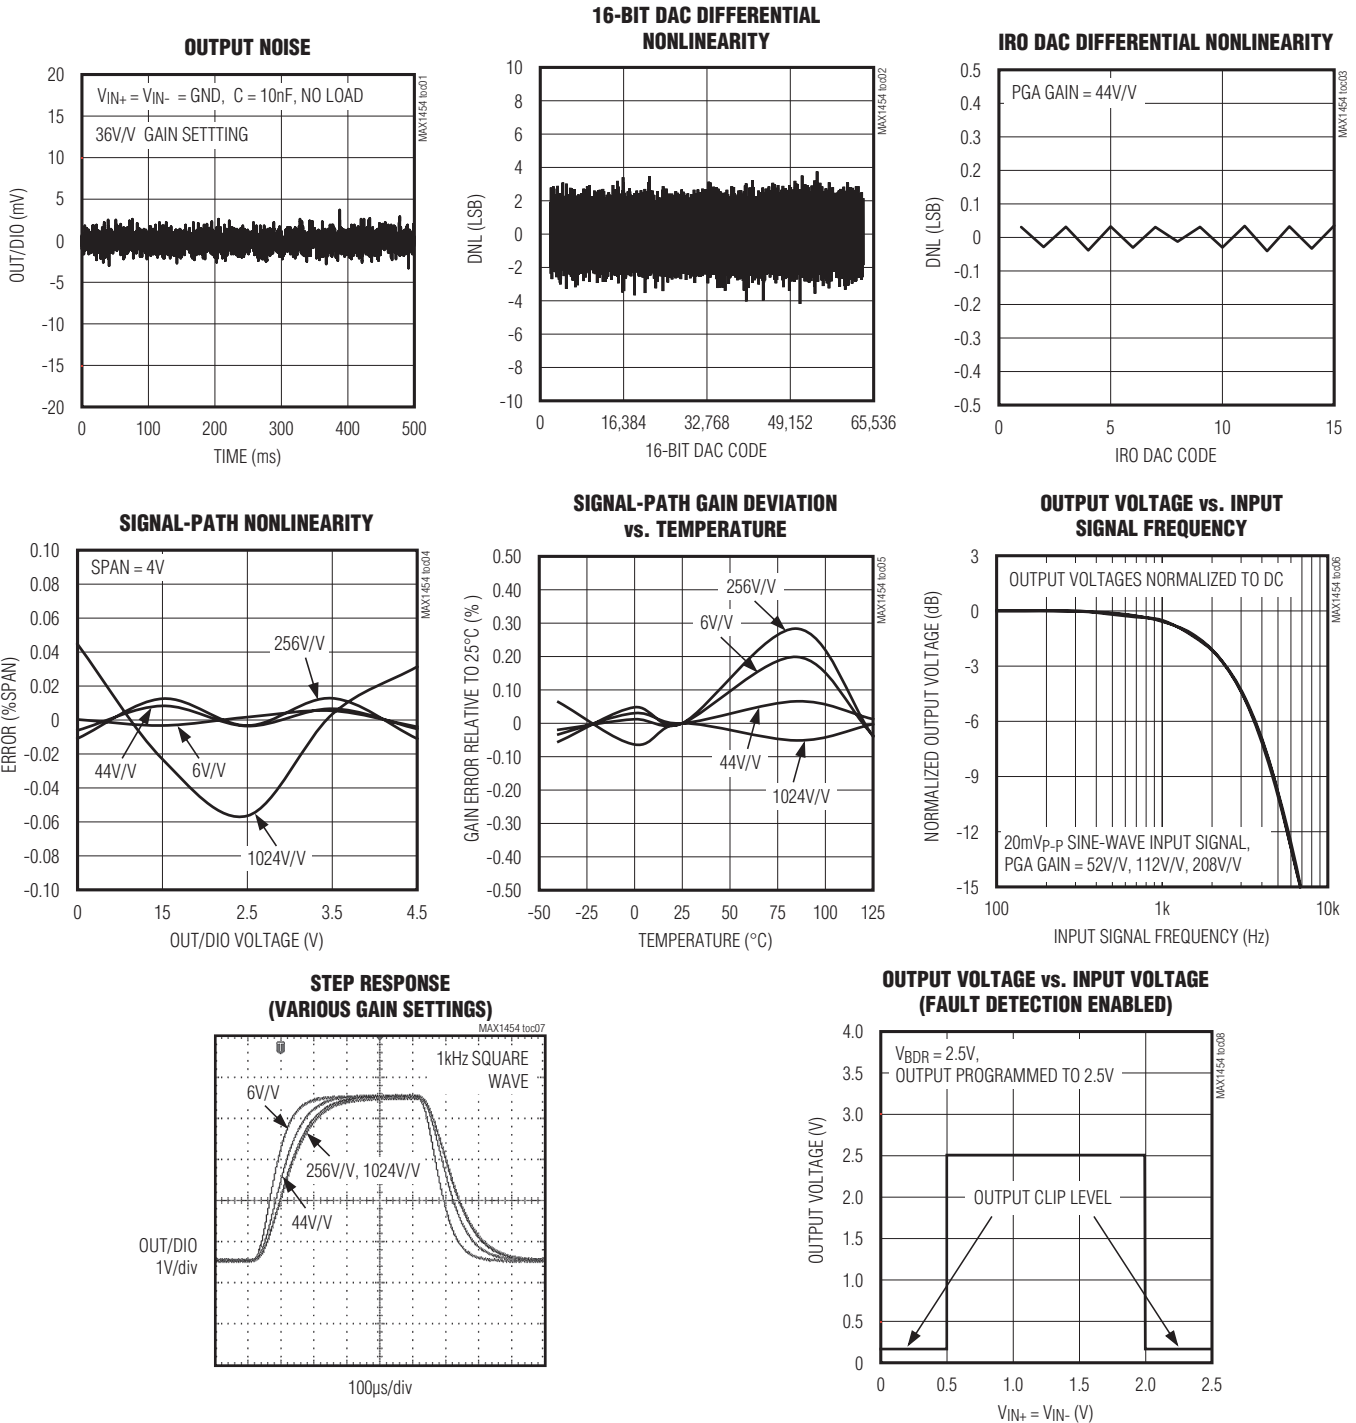 OUTPUT NOISE
20
15
10
5
0
-5
-10
-15
-20
OUT/DIO (mV)
VIN+ = VIN- = GND, C = 10nF, NO LOAD
36V/V GAIN SETTTING
MAX1454 toc01
0 100 200 300 400 500
TIME (ms)
16-BIT DAC DIFFERENTIAL
NONLINEARITY
10
8
6
4
2
0
-2
-4
-6
-8
-10
DNL (LSB)
MAX1454 toc02
0 16,384 32,768 49,152 65,536
16-BIT DAC CODE
IRO DAC DIFFERENTIAL NONLINEARITY
0.5
0.4
0.3
0.2
0.1
0
-0.1
-0.2
-0.3
-0.4
-0.5
DNL (LSB)
PGA GAIN = 44V/V
MAX1454 toc03
0 5 10 15
IRO DAC CODE
SIGNAL-PATH NONLINEARITY
0.10
0.08
0.06
0.04
0.02
0
-0.02
-0.04
-0.06
-0.08
-0.10
ERROR (%SPAN)
SPAN = 4V
256V/V
44V/V
6V/V
1024V/V
MAX1454 toc04
0 15 2.5 3.5 4.5
OUT/DIO VOLTAGE (V)
SIGNAL-PATH GAIN DEVIATION
vs. TEMPERATURE
0.50
0.40
0.30
0.20
0.10
0
-0.10
-0.20
-0.30
-0.40
-0.50
GAIN ERROR RELATIVE TO 25°C (% )
256V/V
6V/V
44V/V
1024V/V
MAX1454 toc05
-50 -25 0 25 50 75 100 125
TEMPERATURE (°C)
OUTPUT VOLTAGE vs. INPUT
SIGNAL FREQUENCY
3
0
-3
-6
-9
-12
-15
NORMALIZED OUTPUT VOLTAGE (dB)
OUTPUT VOLTAGES NORMALIZED TO DC
20mVP-P SINE-WAVE INPUT SIGNAL,
PGA GAIN = 52V/V, 112V/V, 208V/V
MAX1454 toc06
100 1k 10k
INPUT SIGNAL FREQUENCY (Hz)
STEP RESPONSE
(VARIOUS GAIN SETTINGS)
MAX1454 toc07
1kHz SQUARE
WAVE
6V/V
256V/V, 1024V/V
44V/V
OUT/DIO
1V/div
100µs/div
OUTPUT VOLTAGE vs. INPUT VOLTAGE
(FAULT DETECTION ENABLED)
4.0
3.5
3.0
2.5
2.0
1.5
1.0
0.5
0
OUTPUT VOLTAGE (V)
VBDR = 2.5V,
OUTPUT PROGRAMMED TO 2.5V
OUTPUT CLIP LEVEL
MAX1454 toc08
0 0.5 1.0 1.5 2.0 2.5
VIN+ = VIN- (V)